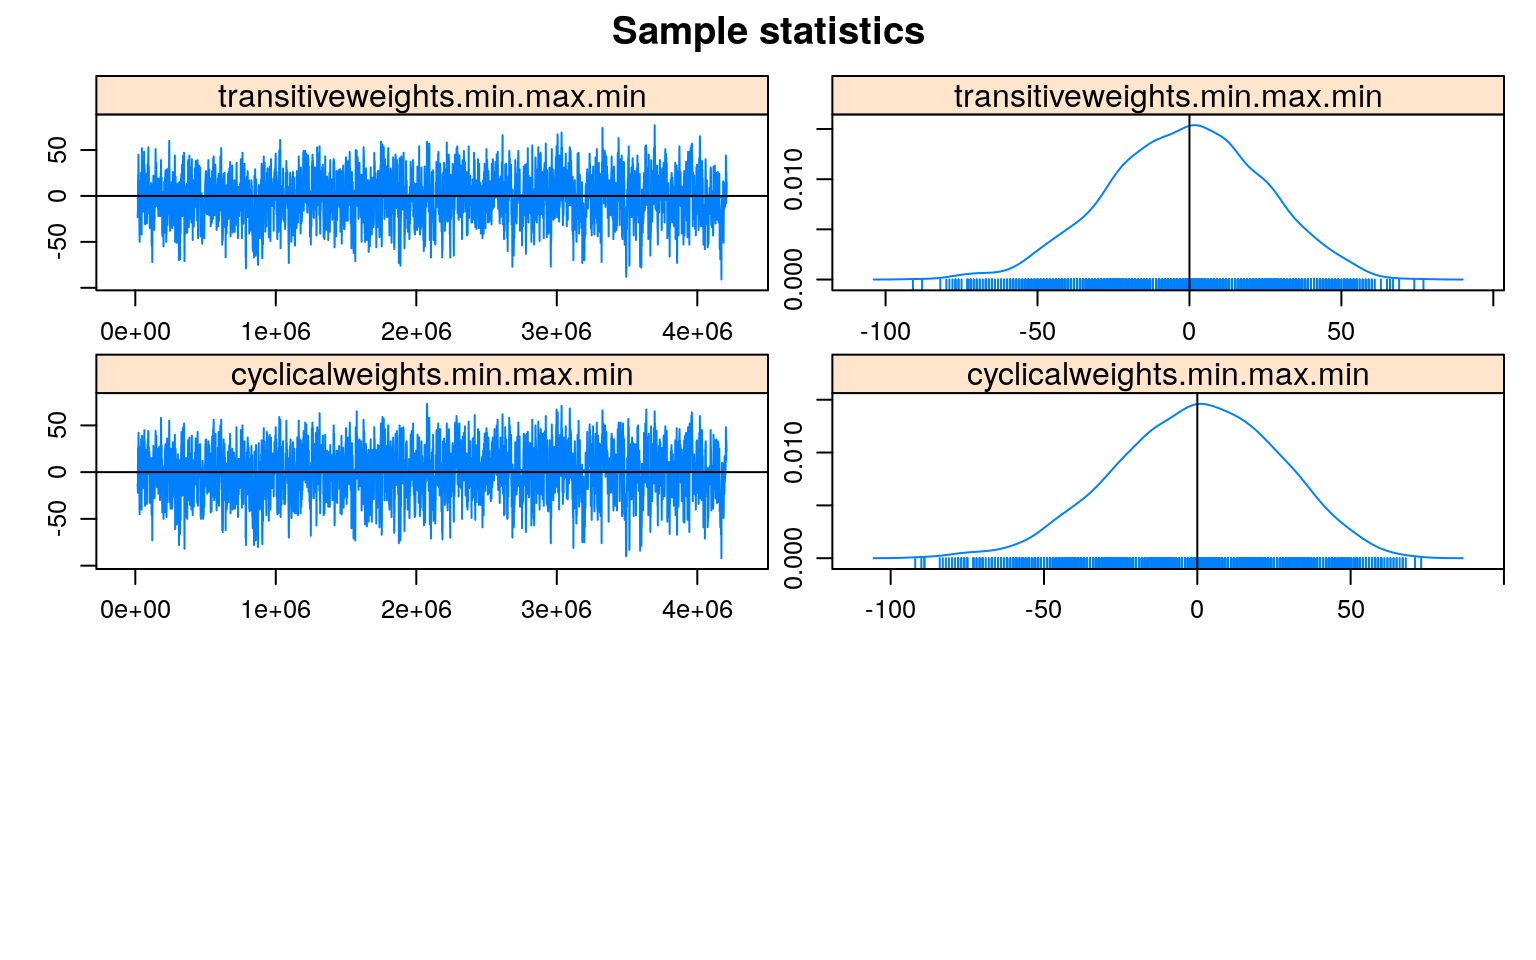 Sample statistics
transitiveweights.min.max.min
transitiveweights.min.max.min
50
0
-50
0.010
0.000
0e+00 1e+06 2e+06 3e+06 4e+06
-100 -50 0 50
cyclicalweights.min.max.min
cyclicalweights.min.max.min
50
0
-50
0.010
0.000
0e+00 1e+06 2e+06 3e+06 4e+06
-100 -50 0 50